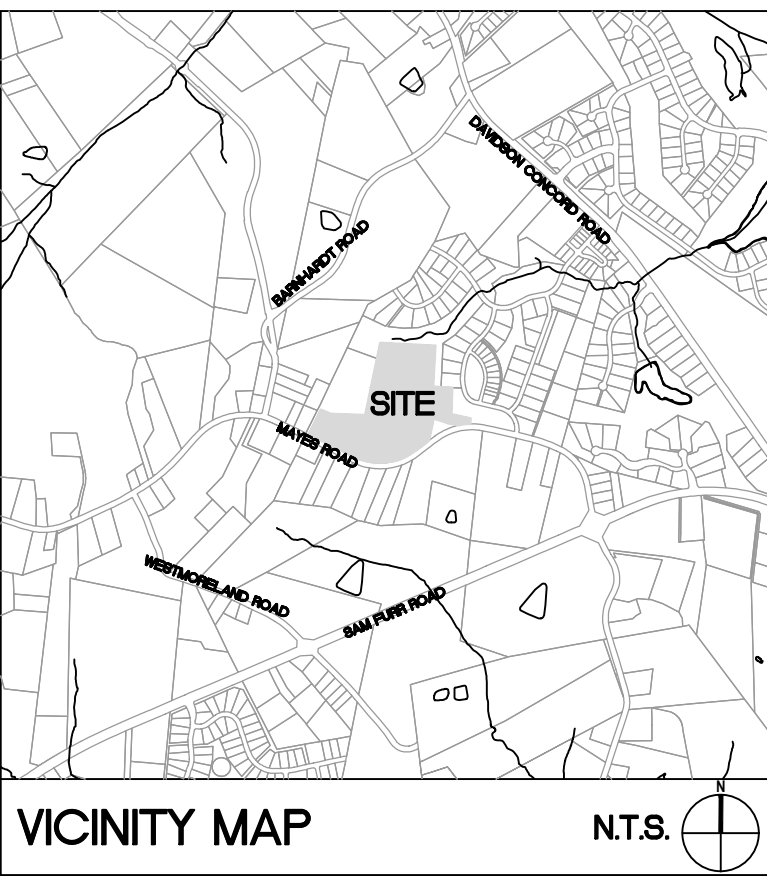 DAVIDSON CONCORD ROAD
BARNHARDT ROAD
SITE
MAYES ROAD
WESTMORELAND ROAD
SAM FURR ROAD
VICINITY MAP
N.T.S.
N